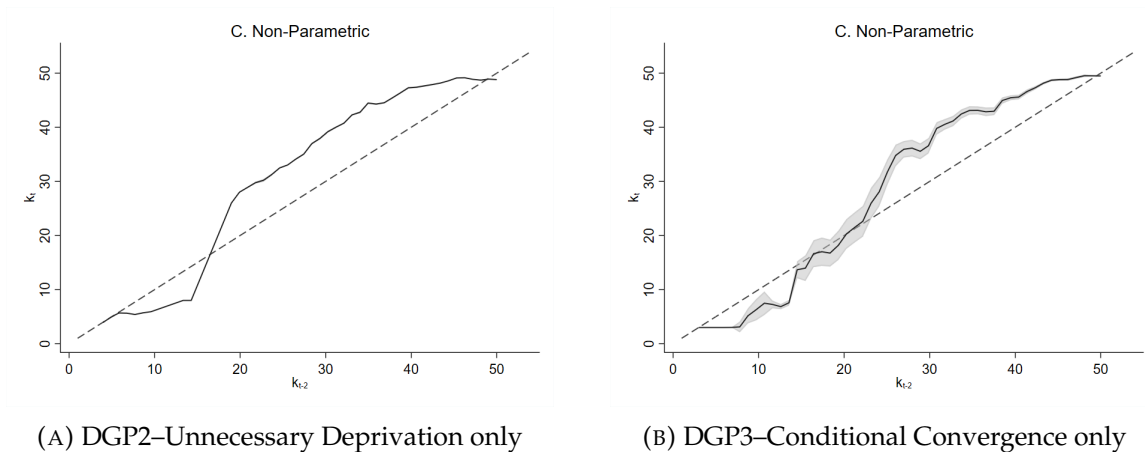 C. Non-Parametric
50
40
30
20
10
0
kₜ
0 10 20 30 40 50
kₜ₋₂
(A) DGP2–Unnecessary Deprivation only
C. Non-Parametric
50
40
30
20
10
0
kₜ
0 10 20 30 40 50
kₜ₋₂
(B) DGP3–Conditional Convergence only